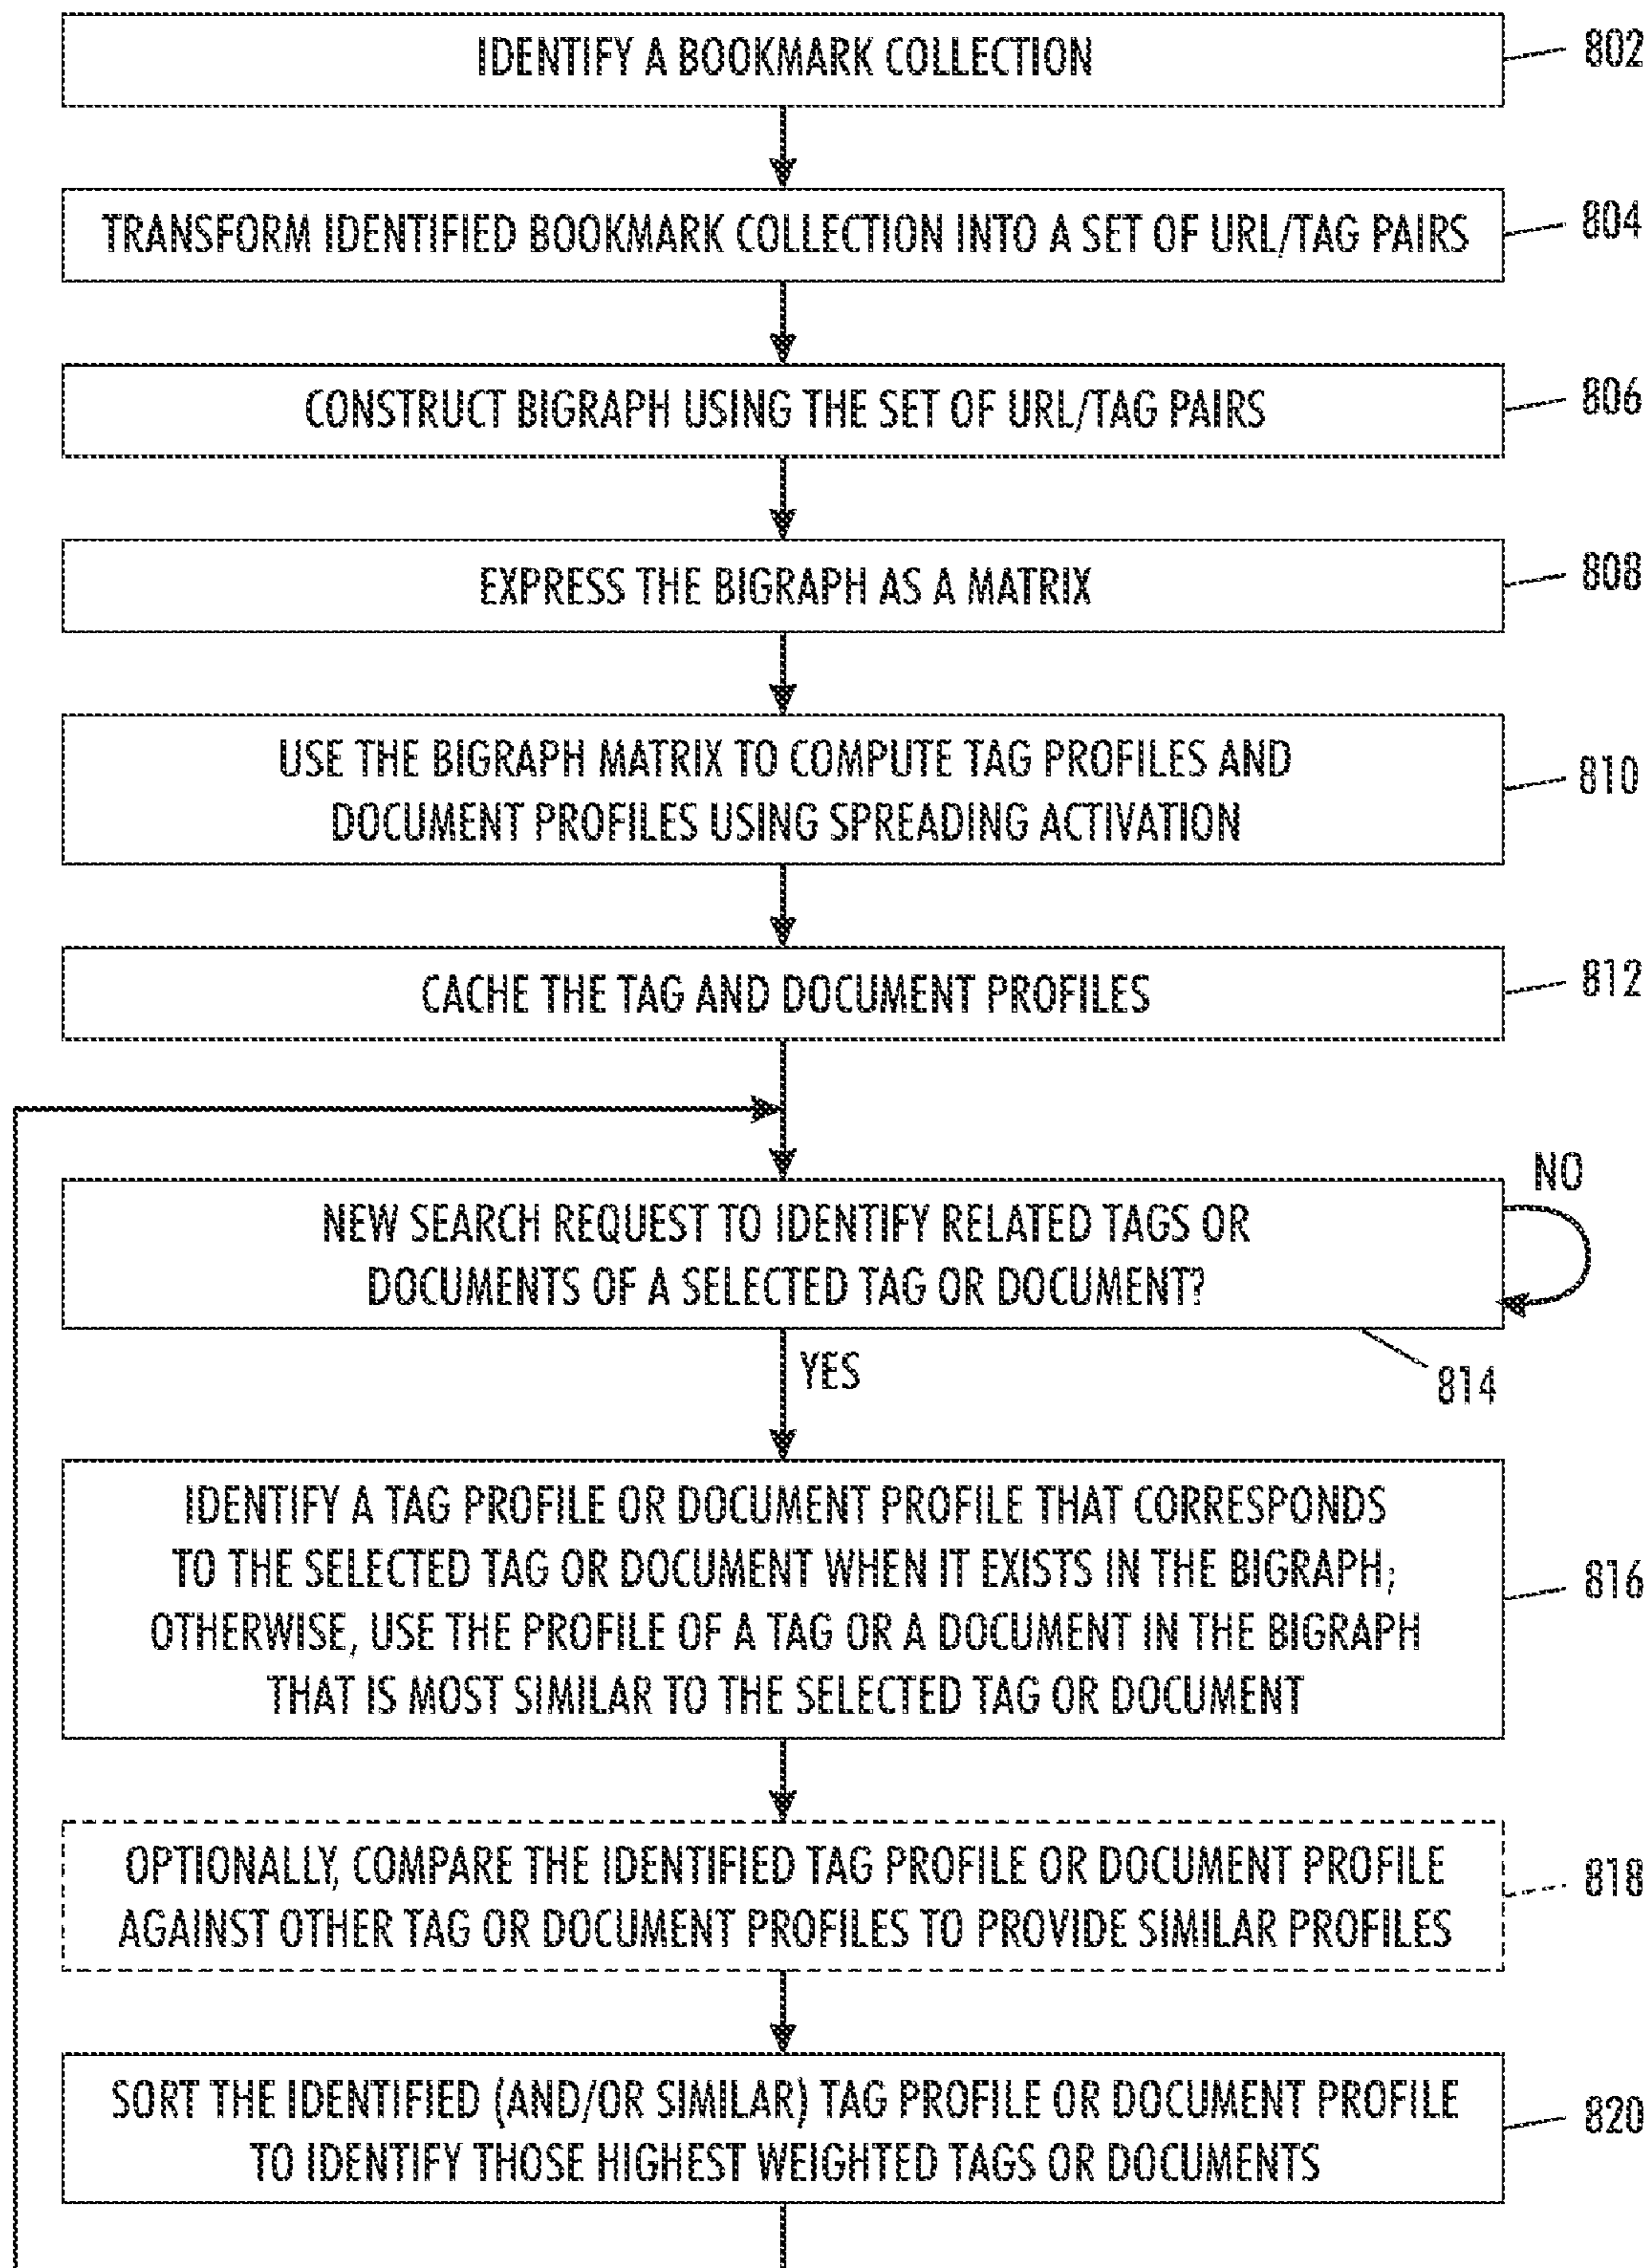 IDENTIFY A BOOKMARK COLLECTION
802
TRANSFORM IDENTIFIED BOOKMARK COLLECTION INTO A SET OF URL/TAG PAIRS
804
CONSTRUCT BIGRAPH USING THE SET OF URL/TAG PAIRS
806
EXPRESS THE BIGRAPH AS A MATRIX
808
USE THE BIGRAPH MATRIX TO COMPUTE TAG PROFILES AND
DOCUMENT PROFILES USING SPREADING ACTIVATION
810
CACHE THE TAG AND DOCUMENT PROFILES
812
NEW SEARCH REQUEST TO IDENTIFY RELATED TAGS OR
DOCUMENTS OF A SELECTED TAG OR DOCUMENT?
NO
814
YES
IDENTIFY A TAG PROFILE OR DOCUMENT PROFILE THAT CORRESPONDS
TO THE SELECTED TAG OR DOCUMENT WHEN IT EXISTS IN THE BIGRAPH;
OTHERWISE, USE THE PROFILE OF A TAG OR A DOCUMENT IN THE BIGRAPH
THAT IS MOST SIMILAR TO THE SELECTED TAG OR DOCUMENT
816
OPTIONALLY, COMPARE THE IDENTIFIED TAG PROFILE OR DOCUMENT PROFILE
AGAINST OTHER TAG OR DOCUMENT PROFILES TO PROVIDE SIMILAR PROFILES
818
SORT THE IDENTIFIED (AND/OR SIMILAR) TAG PROFILE OR DOCUMENT PROFILE
TO IDENTIFY THOSE HIGHEST WEIGHTED TAGS OR DOCUMENTS
820